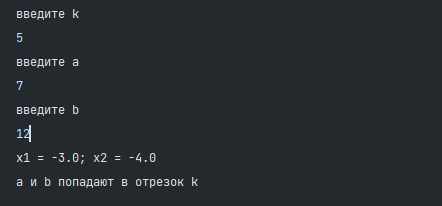 введите k
5
введите a
7
введите b
12
x1 = -3.0; x2 = -4.0
a и b попадают в отрезок k